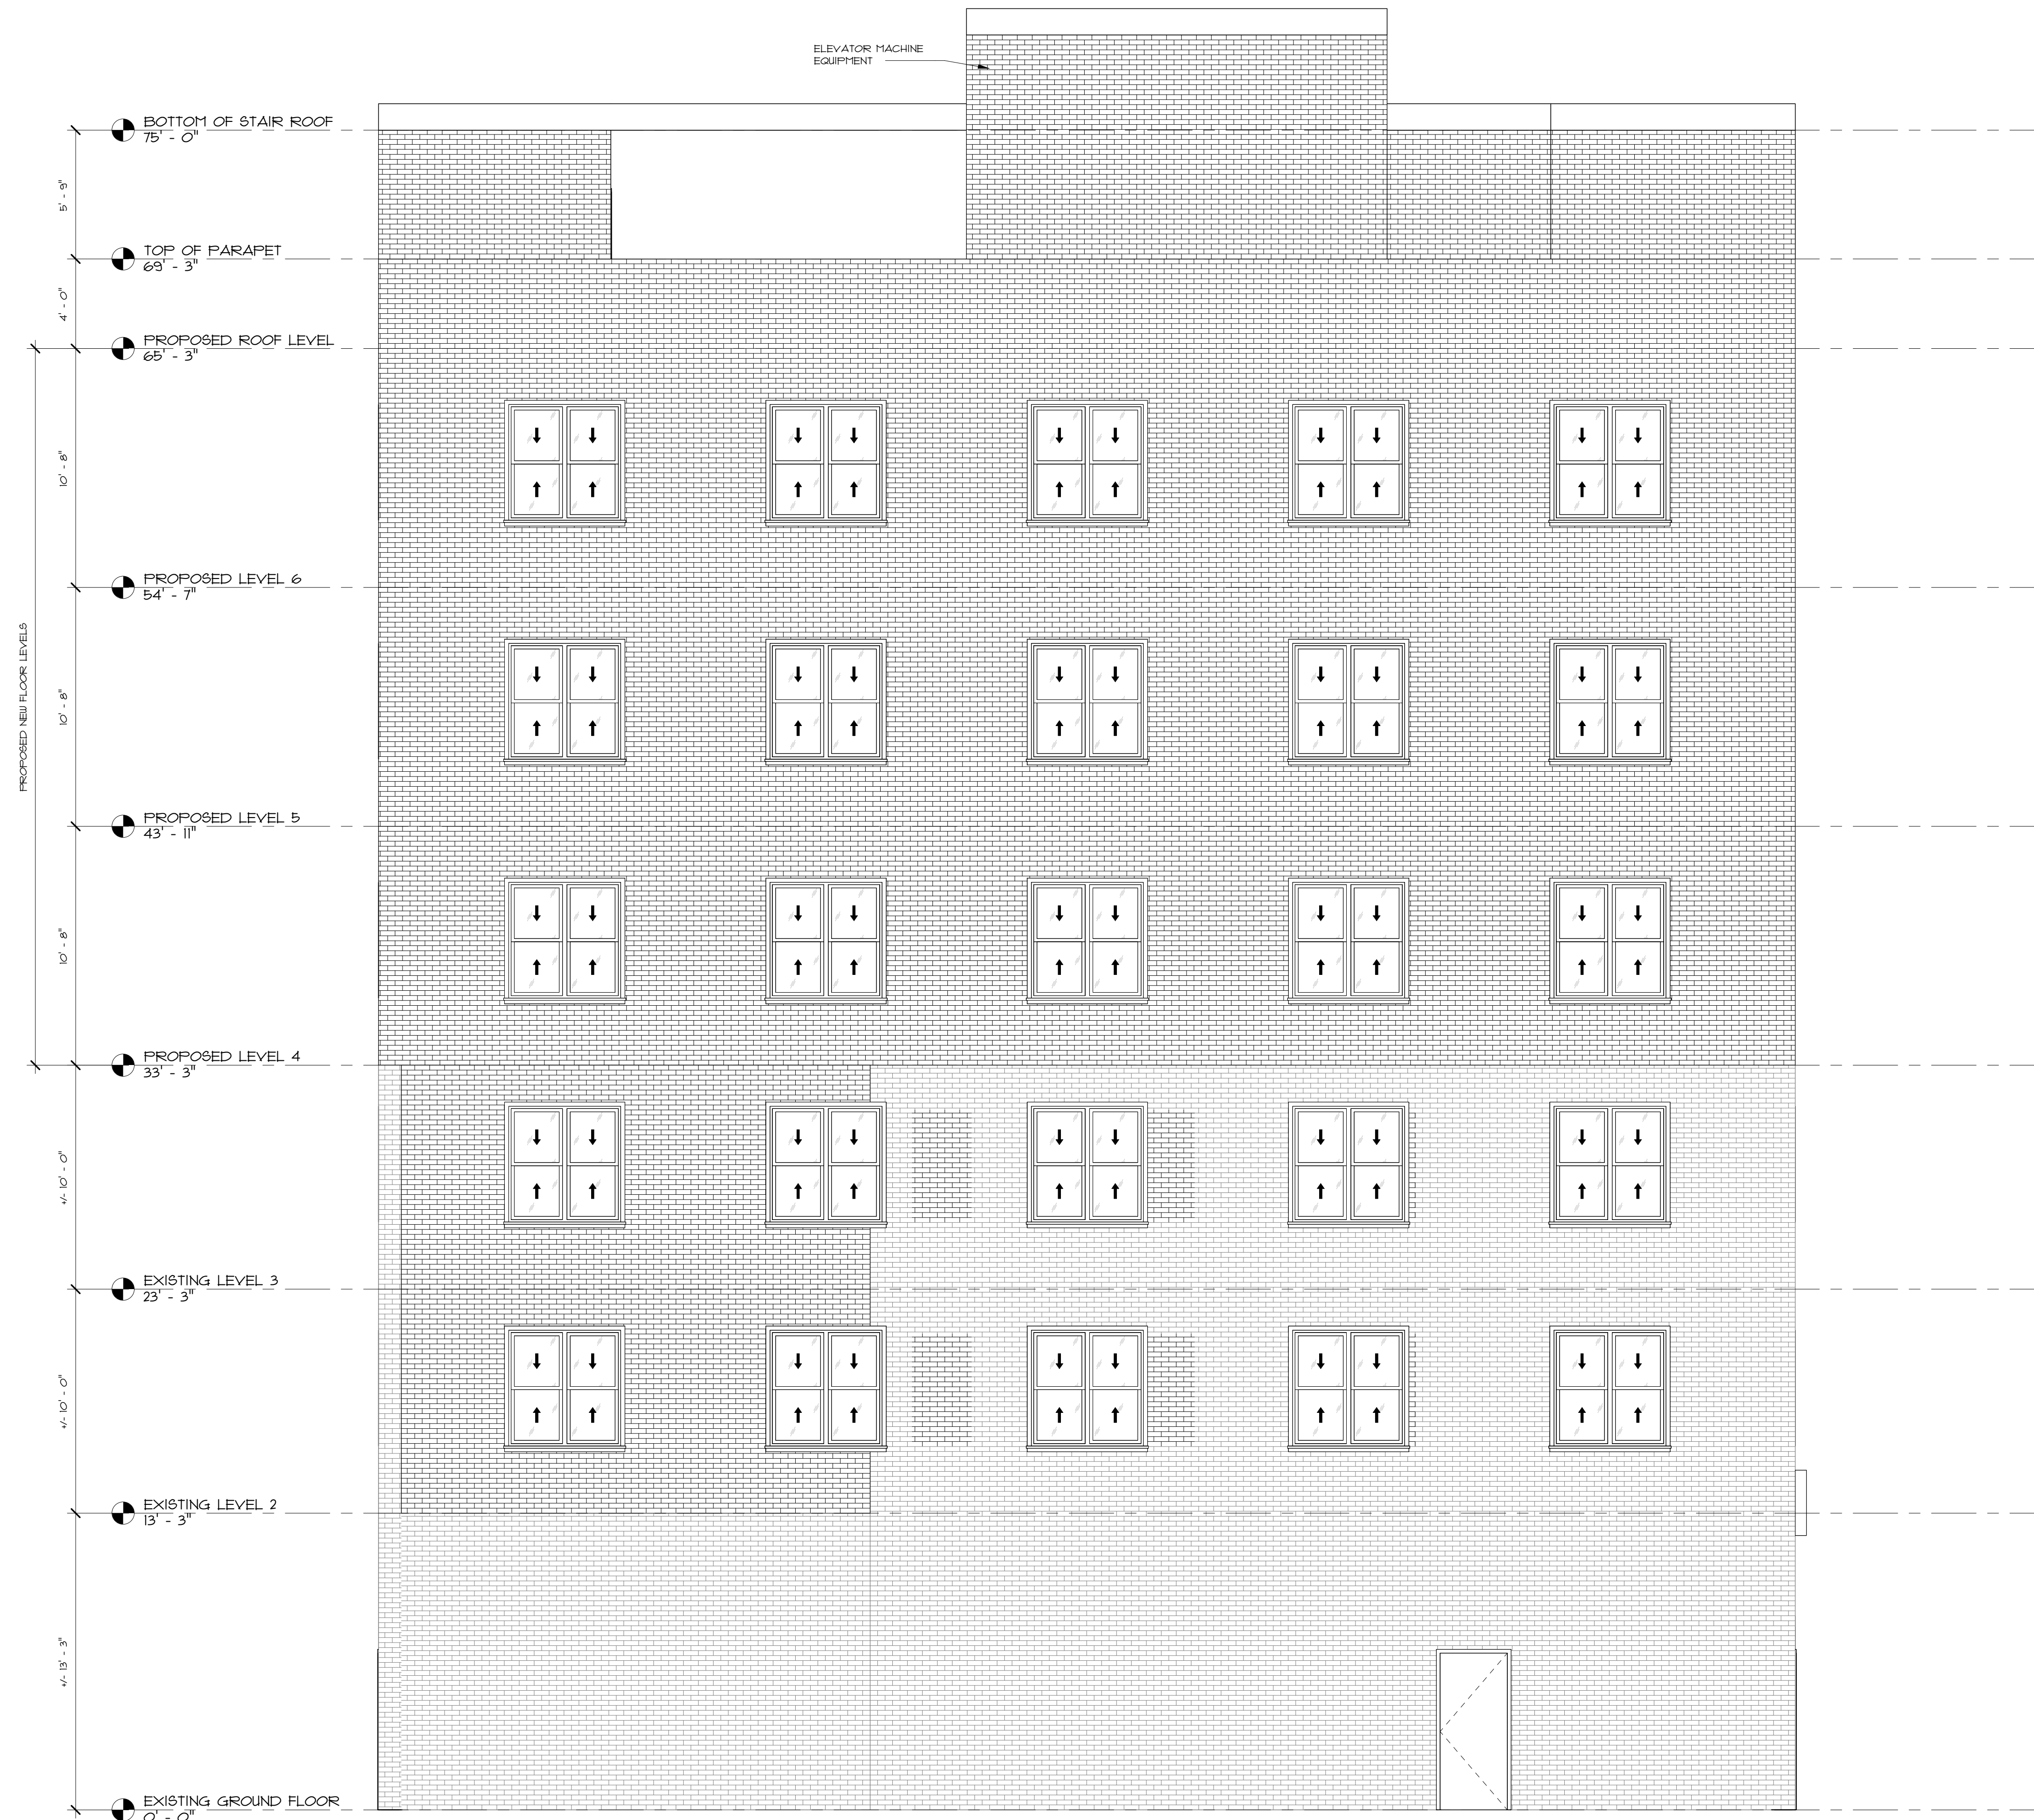 ELEVATOR MACHINE
EQUIPMENT
BOTTOM OF STAIR ROOF
75' - 0"
5' - 9"
TOP OF PARAPET
69' - 3"
4' - 0"
PROPOSED ROOF LEVEL
65' - 3"
10' - 8"
PROPOSED LEVEL 6
54' - 7"
PROPOSED NEW FLOOR LEVELS
10' - 8"
PROPOSED LEVEL 5
43' - 11"
10' - 8"
PROPOSED LEVEL 4
33' - 3"
+/- 10' - 0"
EXISTING LEVEL 3
23' - 3"
+/- 10' - 0"
EXISTING LEVEL 2
13' - 3"
+/- 13' - 3"
EXISTING GROUND FLOOR
0' - 0"